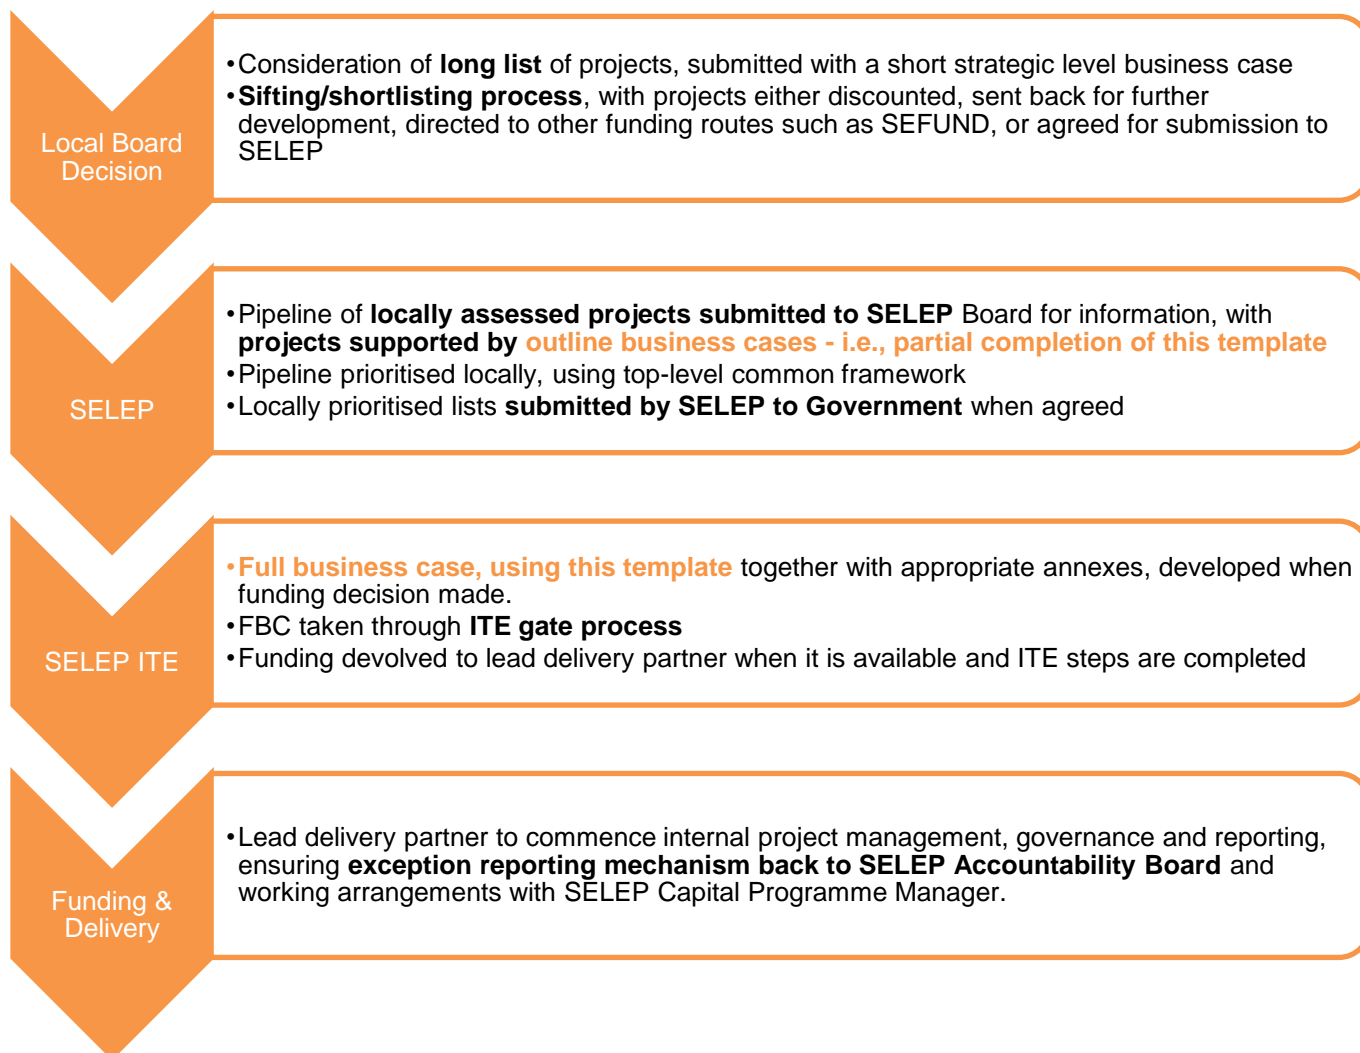 Local Board
Decision
•Consideration of long list of projects, submitted with a short strategic level business case
•Sifting/shortlisting process, with projects either discounted, sent back for further
development, directed to other funding routes such as SEFUND, or agreed for submission to
SELEP
SELEP
•Pipeline of locally assessed projects submitted to SELEP Board for information, with
projects supported by outline business cases - i.e., partial completion of this template
•Pipeline prioritised locally, using top-level common framework
•Locally prioritised lists submitted by SELEP to Government when agreed
SELEP ITE
•Full business case, using this template together with appropriate annexes, developed when
funding decision made.
•FBC taken through ITE gate process
•Funding devolved to lead delivery partner when it is available and ITE steps are completed
Funding &
Delivery
•Lead delivery partner to commence internal project management, governance and reporting,
ensuring exception reporting mechanism back to SELEP Accountability Board and
working arrangements with SELEP Capital Programme Manager.